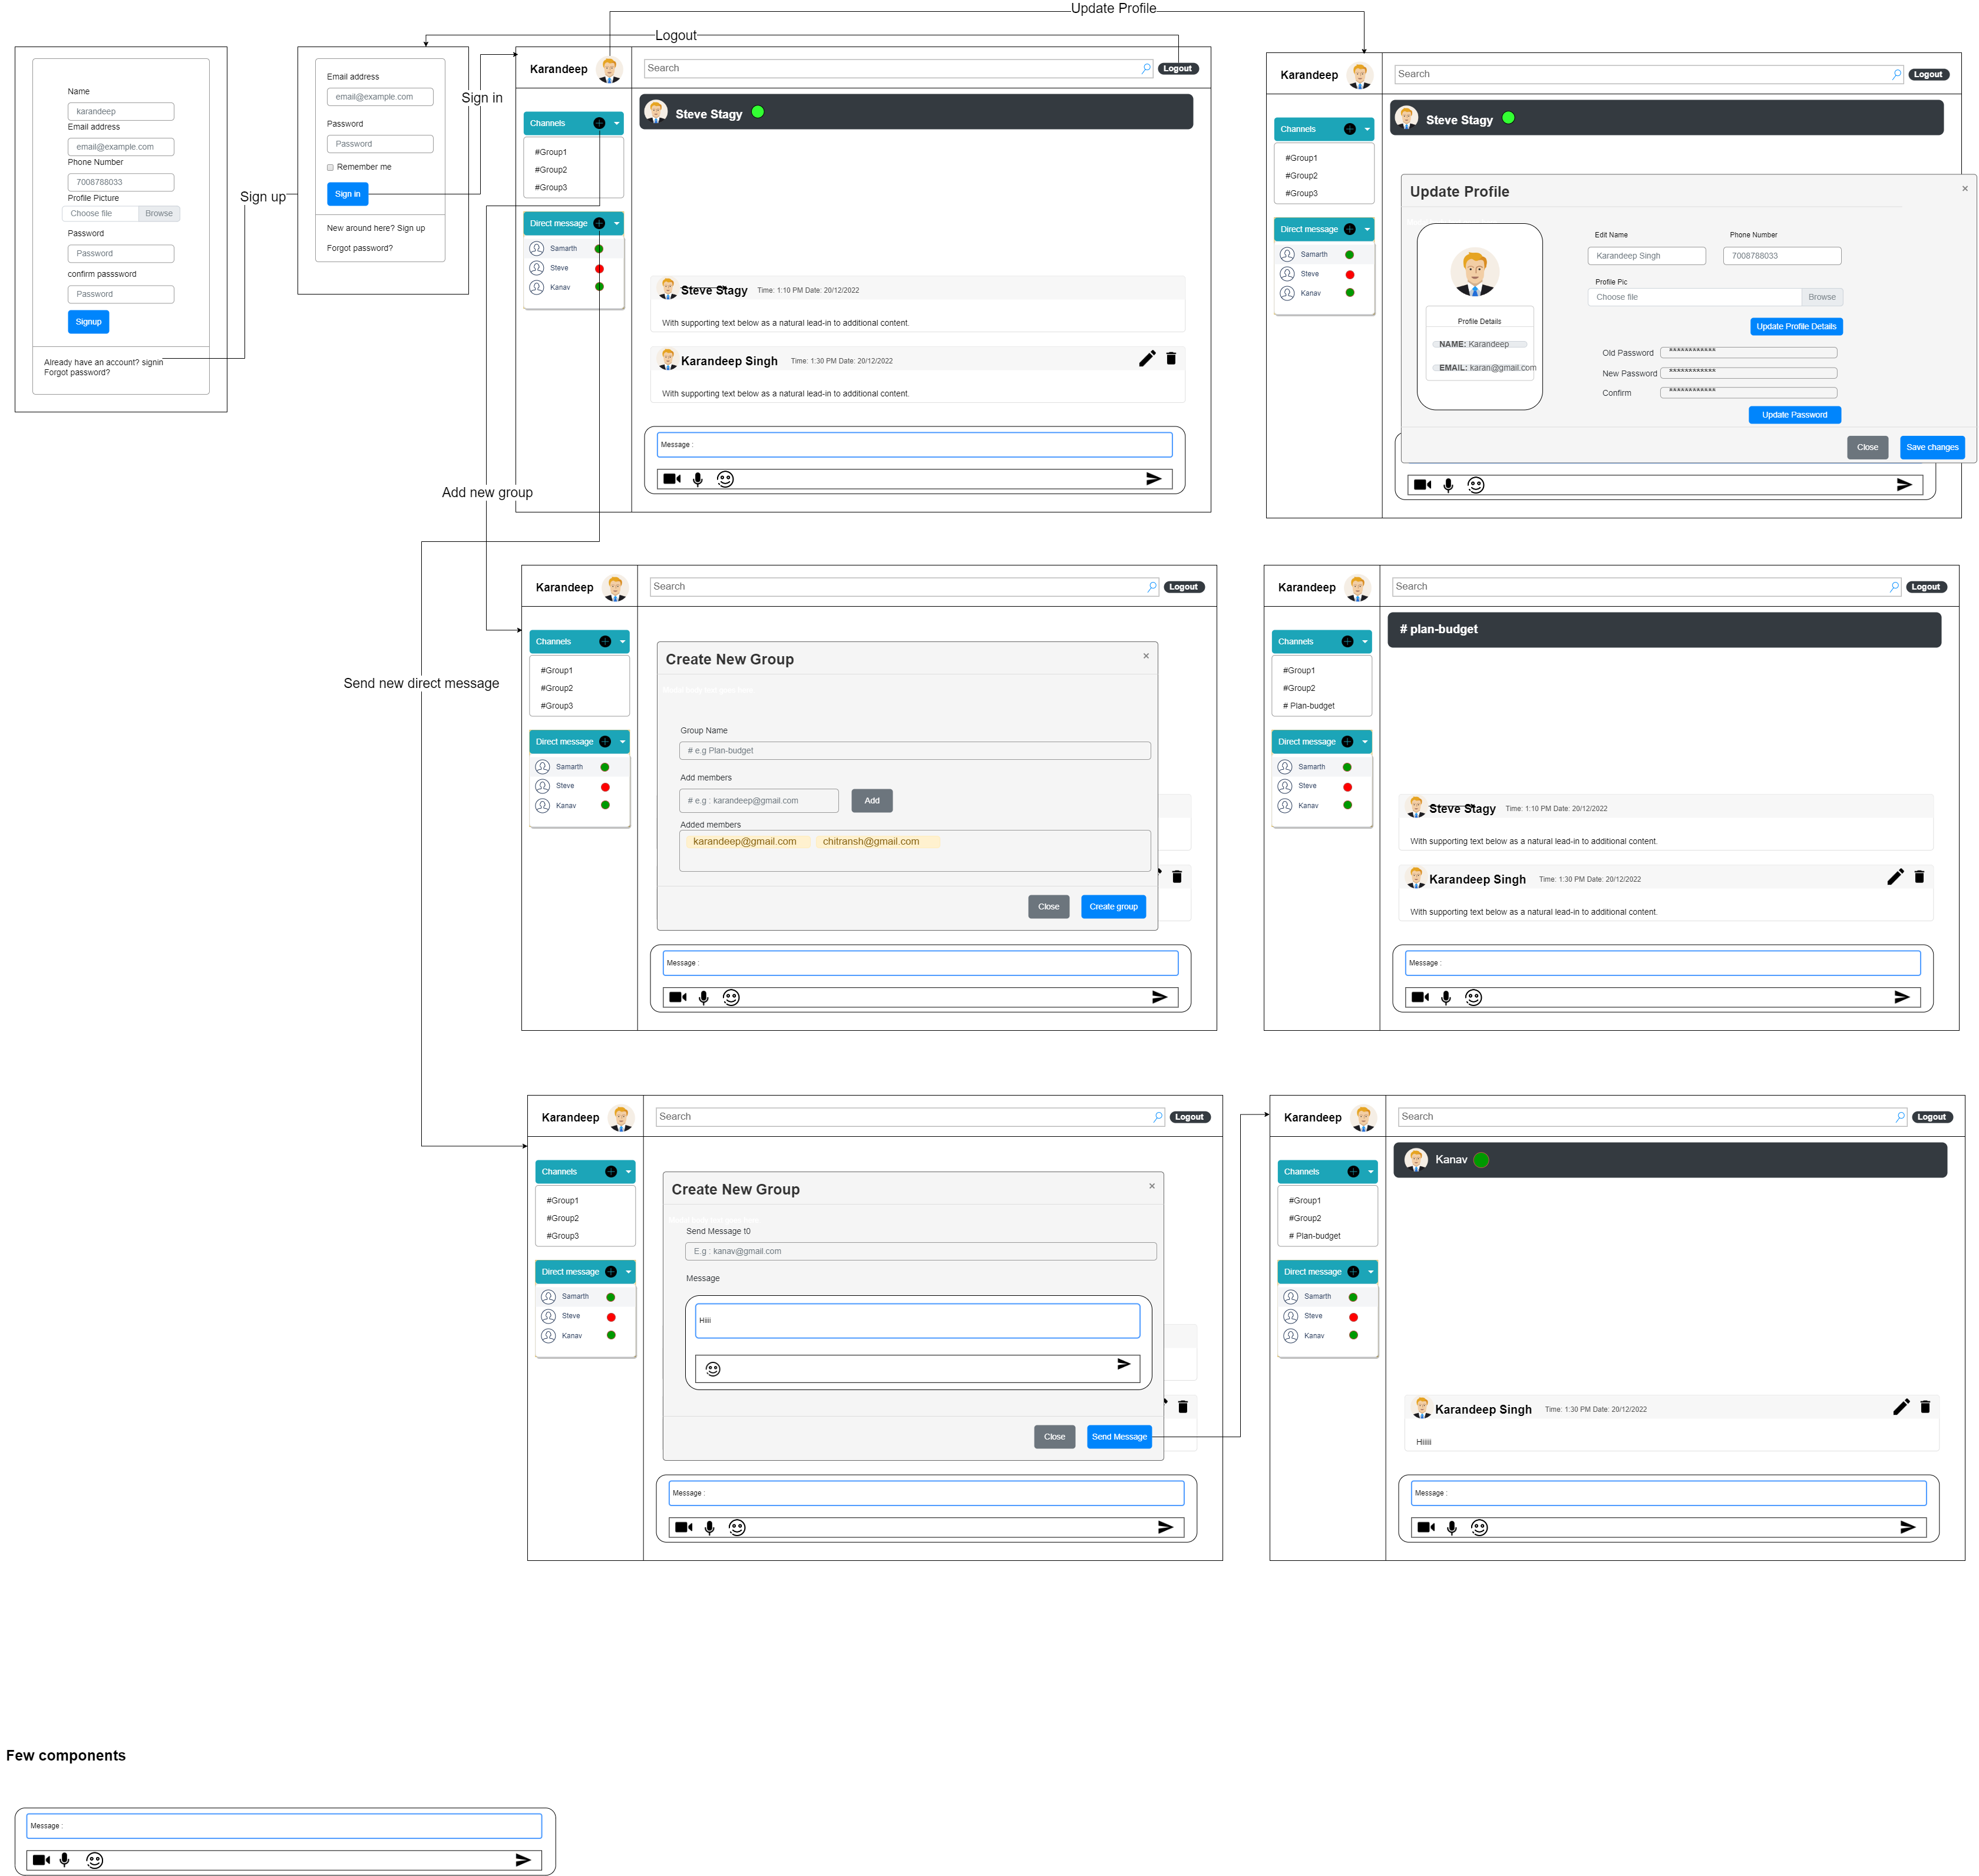 Update Profile
Logout
Sign in
Sign up
Add new group
Send new direct message
Name
karandeep
Email address
email@example.com
Phone Number
7008788033
Profile Picture
Choose file Browse
Password
Password
confirm passsword
Password
Signup
Already have an account? signin
Forgot password?
Email address
email@example.com
Password
Password
Remember me
Sign in
New around here? Sign up
Forgot password?
Karandeep
Search
Logout
Channels
#Group1
#Group2
#Group3
Direct message
Samarth
Steve
Kanav
Steve Stagy
Steve Stagy Time: 1:10 PM Date: 20/12/2022
With supporting text below as a natural lead-in to additional content.
Karandeep Singh Time: 1:30 PM Date: 20/12/2022
With supporting text below as a natural lead-in to additional content.
Message :
Karandeep
Search
Logout
Channels
#Group1
#Group2
#Group3
Direct message
Samarth
Steve
Kanav
Steve Stagy
Update Profile ×
Profile Details
NAME: Karandeep
EMAIL: karan@gmail.com
Edit Name Phone Number
Karandeep Singh 7008788033
Profile Pic
Choose file Browse
Update Profile Details
Old Password ************
New Password ************
Confirm ************
Update Password
Close Save changes
Karandeep
Search
Logout
Channels
#Group1
#Group2
#Group3
Direct message
Samarth
Steve
Kanav
Create New Group ×
Group Name
# e.g Plan-budget
Add members
# e.g : karandeep@gmail.com Add
Added members
karandeep@gmail.com chitransh@gmail.com
Close Create group
Message :
Karandeep
Search
Logout
Channels
#Group1
#Group2
# Plan-budget
Direct message
Samarth
Steve
Kanav
# plan-budget
Steve Stagy Time: 1:10 PM Date: 20/12/2022
With supporting text below as a natural lead-in to additional content.
Karandeep Singh Time: 1:30 PM Date: 20/12/2022
With supporting text below as a natural lead-in to additional content.
Message :
Karandeep
Search
Logout
Channels
#Group1
#Group2
#Group3
Direct message
Samarth
Steve
Kanav
Create New Group ×
Send Message t0
E.g : kanav@gmail.com
Message
Hiiii
Close Send Message
Message :
Karandeep
Search
Logout
Channels
#Group1
#Group2
# Plan-budget
Direct message
Samarth
Steve
Kanav
Kanav
Karandeep Singh Time: 1:30 PM Date: 20/12/2022
Hiiiii
Message :
Few components
Message :